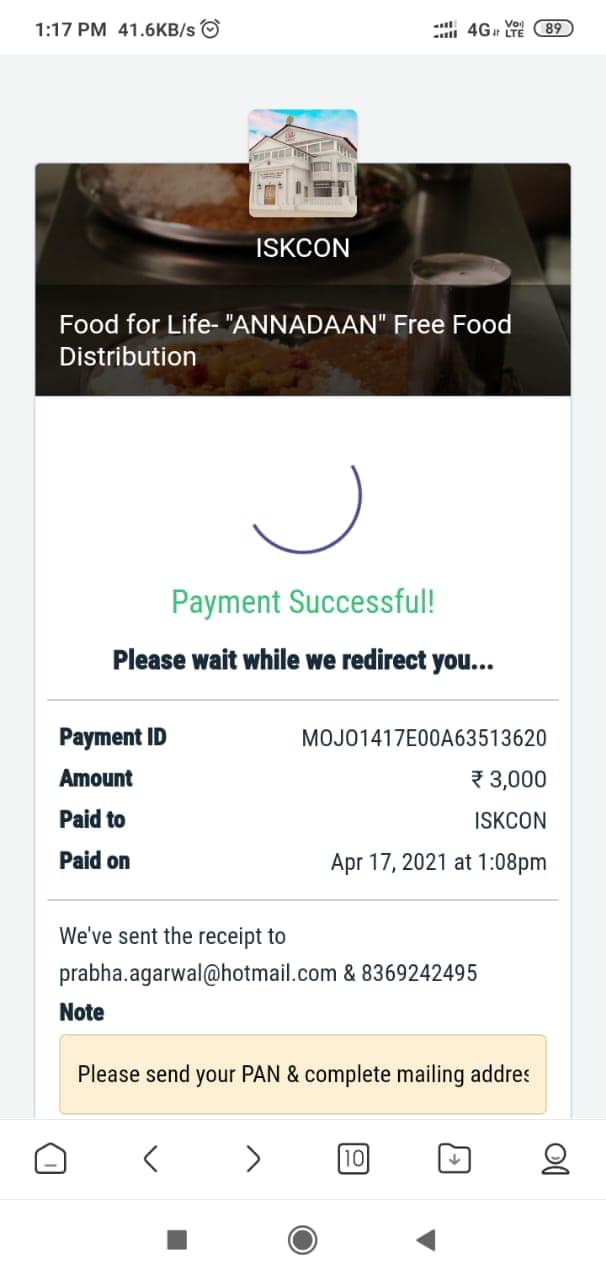 1:17 PM 41.6KB/s 4G Vo)) LTE 89
ISKCON
Food for Life- "ANNADAAN" Free Food
Distribution
Payment Successful!
Please wait while we redirect you...
Payment ID MOJO1417E00A63513620
Amount ₹ 3,000
Paid to ISKCON
Paid on Apr 17, 2021 at 1:08pm
We've sent the receipt to
prabha.agarwal@hotmail.com & 8369242495
Note
Please send your PAN & complete mailing addres
10